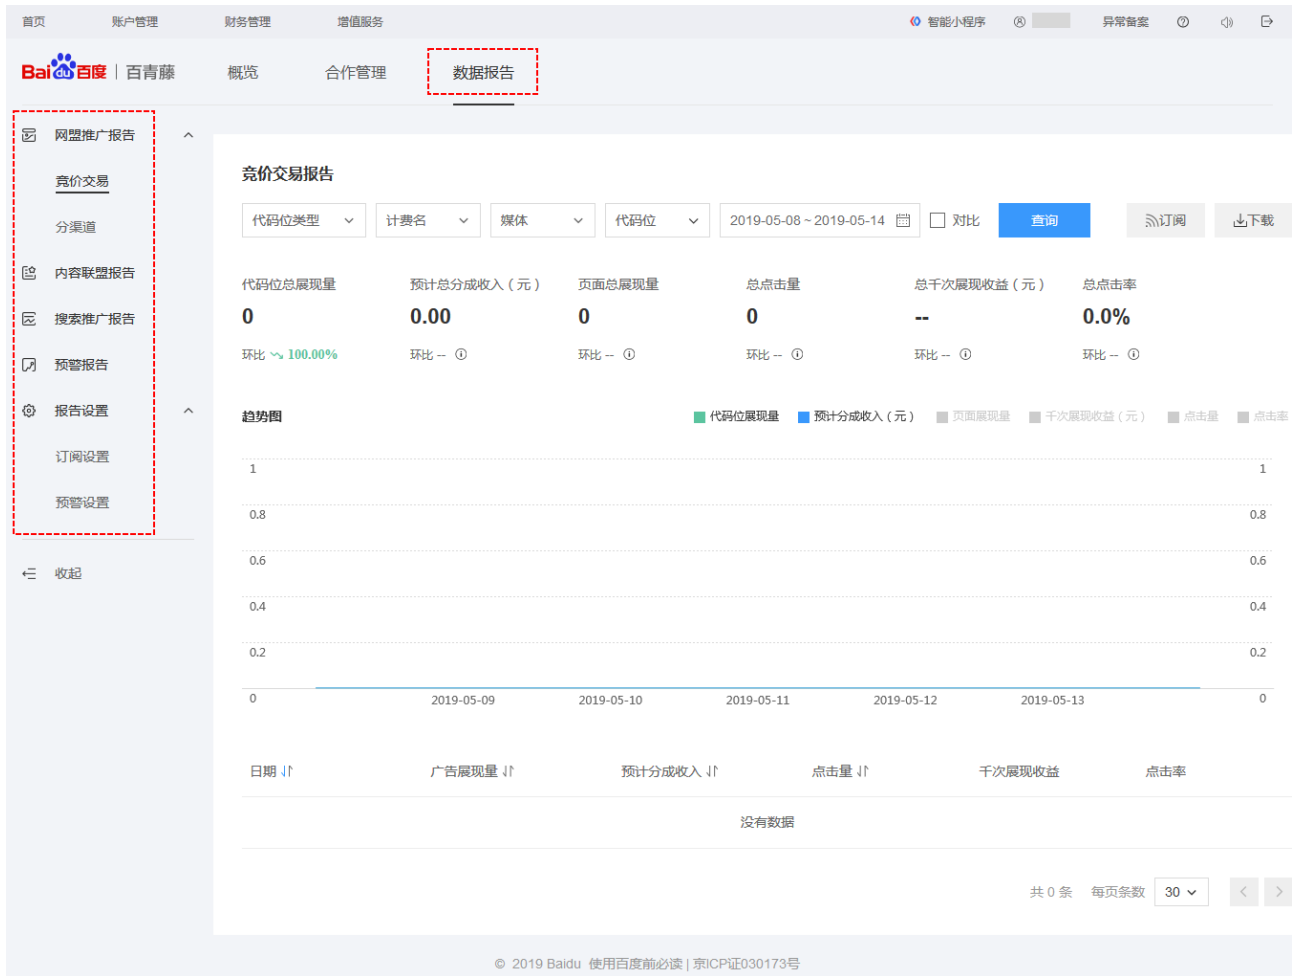 首页 账户管理 财务管理 增值服务 智能小程序 异常备案
Bai du 百度 百青藤 概览 合作管理 数据报告
网盟推广报告
竞价交易
分渠道
内容联盟报告
搜索推广报告
预警报告
报告设置
订阅设置
预警设置
收起
竞价交易报告
代码位类型 计费名 媒体 代码位 2019-05-08 ~ 2019-05-14 对比 查询 订阅 下载
代码位总展现量 预计总分成收入（元） 页面总展现量 总点击量 总千次展现收益（元） 总点击率
0 0.00 0 0 -- 0.0%
环比 100.00% 环比 -- 环比 -- 环比 -- 环比 -- 环比 --
趋势图 代码位展现量 预计分成收入（元） 页面展现量 千次展现收益（元） 点击量 点击率
1 1
0.8 0.8
0.6 0.6
0.4 0.4
0.2 0.2
0 0
2019-05-09 2019-05-10 2019-05-11 2019-05-12 2019-05-13
日期 广告展现量 预计分成收入 点击量 千次展现收益 点击率
没有数据
共 0 条 每页条数 30
© 2019 Baidu 使用百度前必读 | 京ICP证030173号